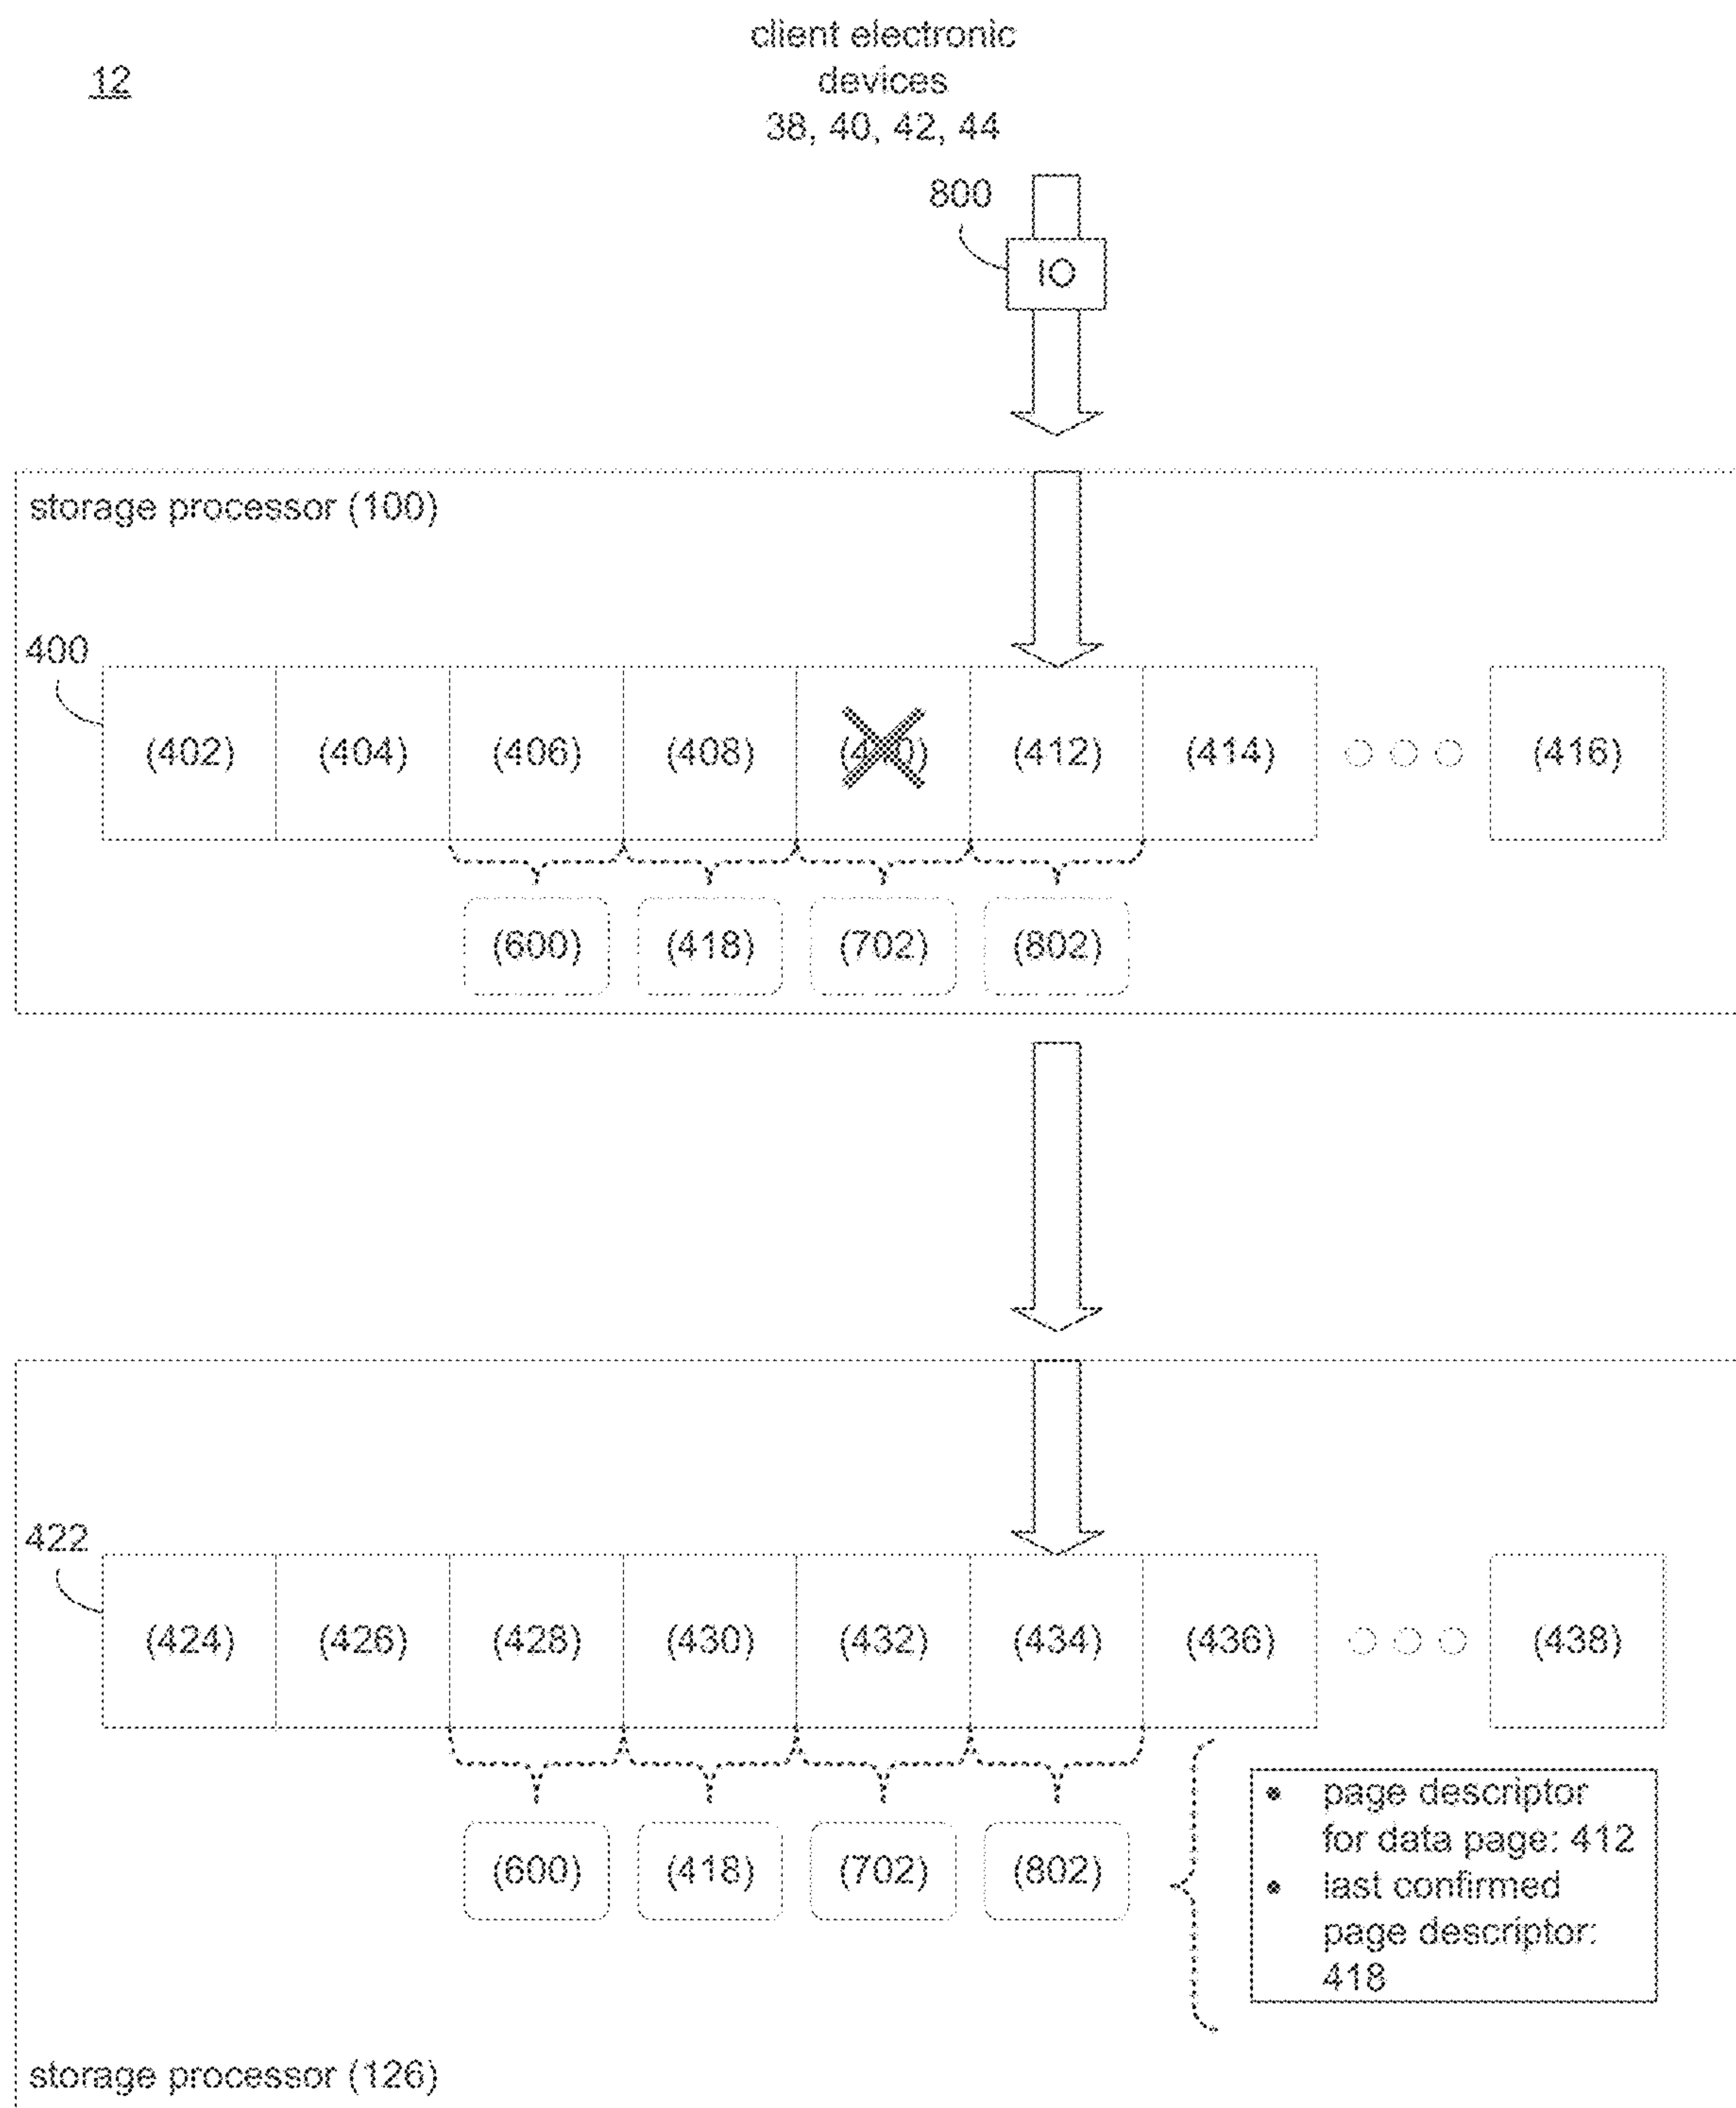 12
client electronic
devices
38, 40, 42, 44
800
IO
storage processor (100)
400
(402) (404) (406) (408) (412) (414) (416)
(600) (418) (702) (802)
422
(424) (426) (428) (430) (432) (434) (436) (438)
(600) (418) (702) (802)
• page descriptor
for data page: 412
• last confirmed
page descriptor:
418
storage processor (126)